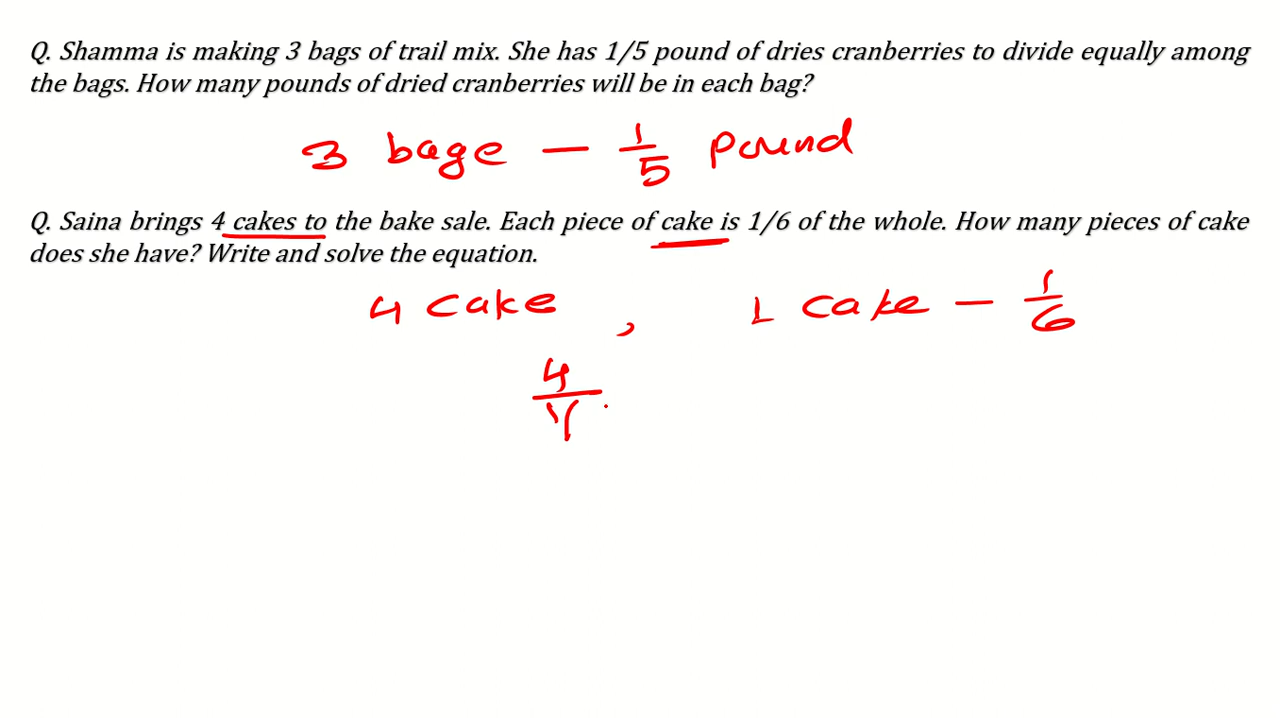 Q. Shamma is making 3 bags of trail mix. She has 1/5 pound of dries cranberries to divide equally among
the bags. How many pounds of dried cranberries will be in each bag?
3 bage — 1/5 pound
Q. Saina brings 4 cakes to the bake sale. Each piece of cake is 1/6 of the whole. How many pieces of cake
does she have? Write and solve the equation.
4 cake , 1 cake — 1/6
4